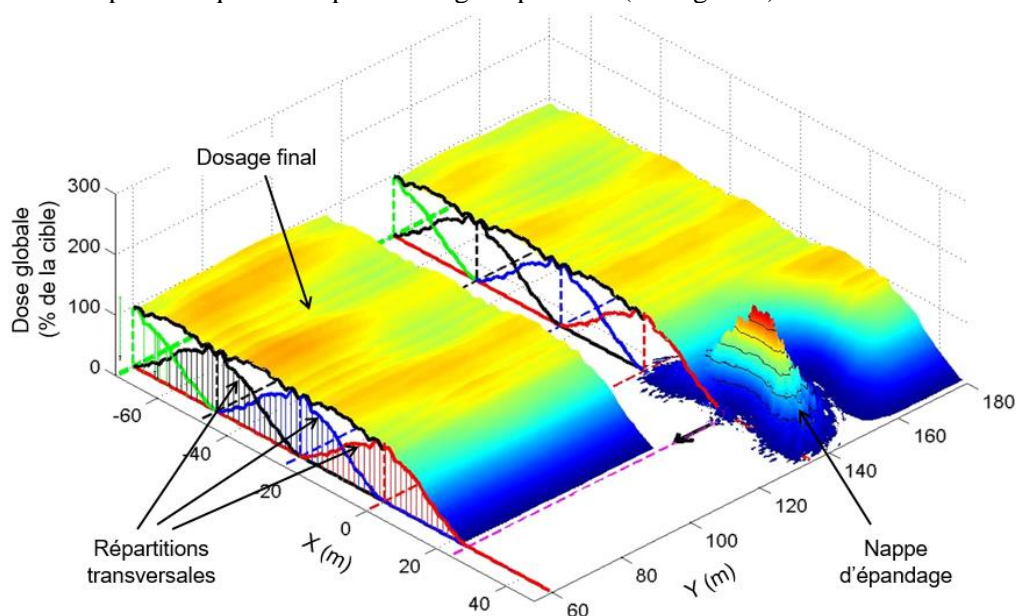 Dosage final
Dose globale
(% de la cible)
300
200
100
0
-60
-40
20
0
20
40
X (m)
60
80
100
120
140
160
180
Y (m)
Répartitions
transversales
Nappe
d'épandage